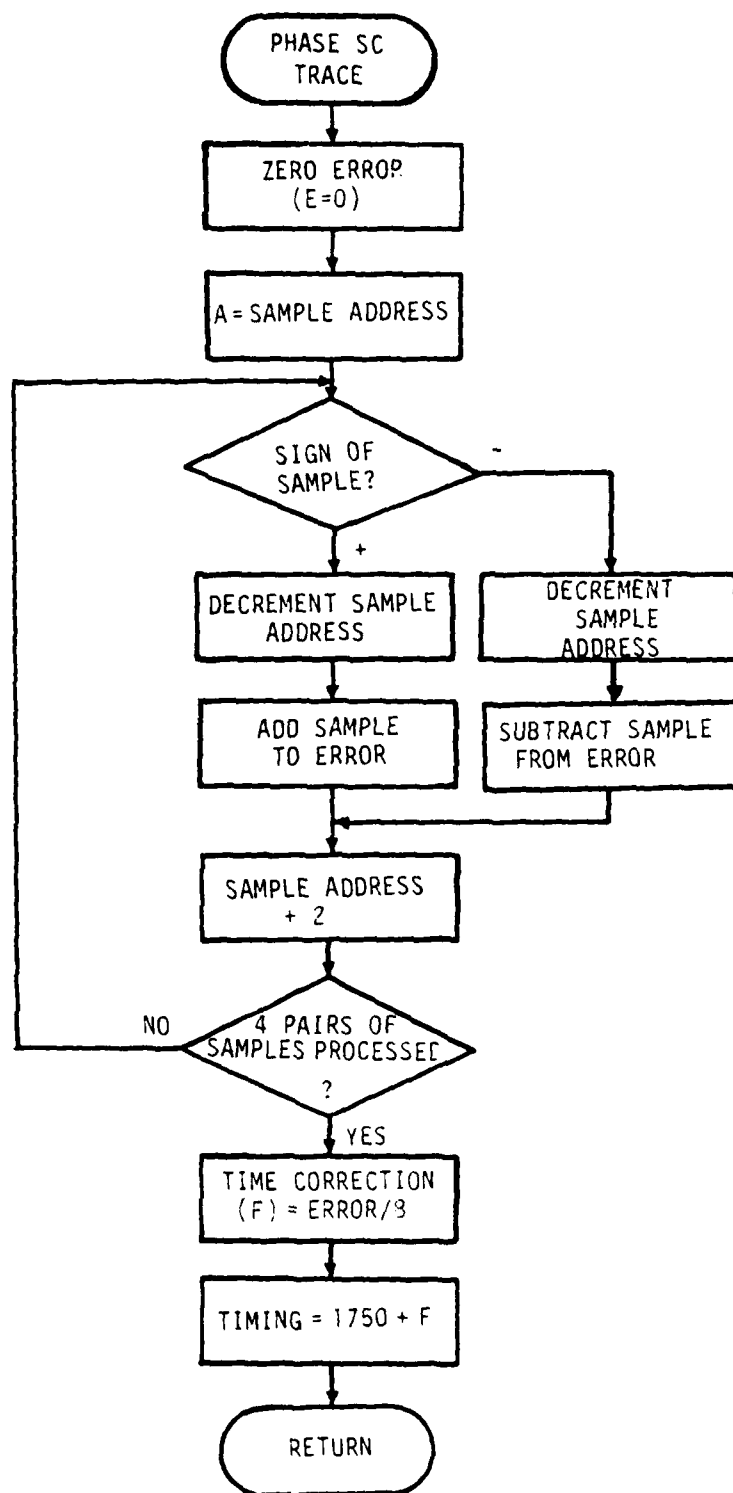 PHASE SC
TRACE
ZERO ERROR
(E=0)
A = SAMPLE ADDRESS
SIGN OF
SAMPLE?
-
+
DECREMENT SAMPLE
ADDRESS
DECREMENT
SAMPLE
ADDRESS
ADD SAMPLE
TO ERROR
SUBTRACT SAMPLE
FROM ERROR
SAMPLE ADDRESS
+ 2
NO
4 PAIRS OF
SAMPLES PROCESSED
?
YES
TIME CORRECTION
(F) = ERROR/8
TIMING = 1750 + F
RETURN